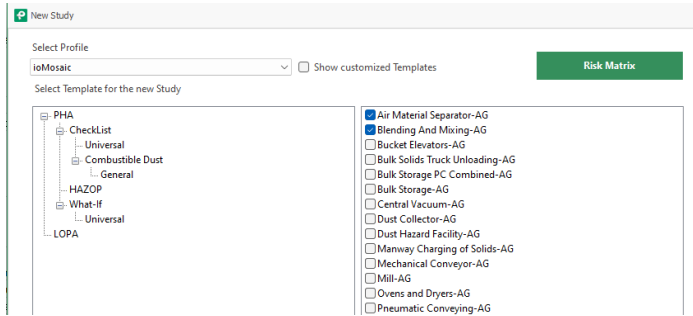 New Study
Select Profile
ioMosaic
Show customized Templates
Risk Matrix
Select Template for the new Study
PHA
CheckList
Universal
Combustible Dust
General
HAZOP
What-If
Universal
LOPA
Air Material Separator-AG
Blending And Mixing-AG
Bucket Elevators-AG
Bulk Solids Truck Unloading-AG
Bulk Storage PC Combined-AG
Bulk Storage-AG
Central Vacuum-AG
Dust Collector-AG
Dust Hazard Facility-AG
Manway Charging of Solids-AG
Mechanical Conveyor-AG
Mill-AG
Ovens and Dryers-AG
Pneumatic Conveying-AG